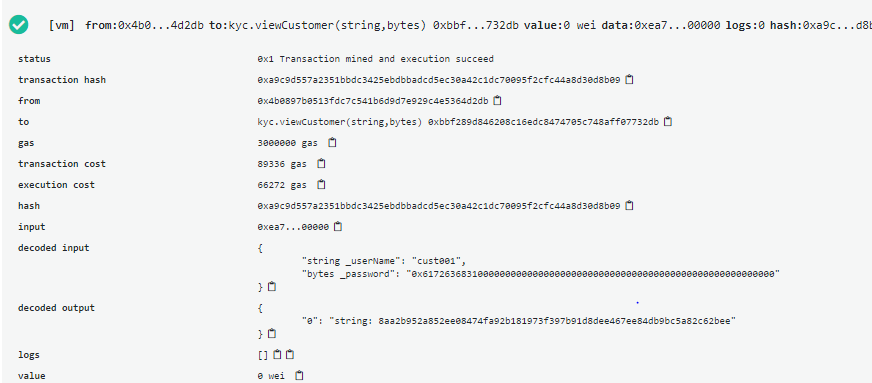 [vm] from:0x4b0...4d2db to:kyc.viewCustomer(string,bytes) 0xbbf...732db value:0 wei data:0xea7...00000 logs:0 hash:0xa9c...d8b
status 0x1 Transaction mined and execution succeed
transaction hash 0xa9c9d557a2351bbdc3425ebdbbadcd5ec30a42c1dc70095f2cfc44a8d30d8b09
from 0x4b0897b0513fdc7c541b6d9d7e929c4e5364d2db
to kyc.viewCustomer(string,bytes) 0xbbf289d846208c16edc8474705c748aff07732db
gas 3000000 gas
transaction cost 89336 gas
execution cost 66272 gas
hash 0xa9c9d557a2351bbdc3425ebdbbadcd5ec30a42c1dc70095f2cfc44a8d30d8b09
input 0xea7...00000
decoded input {
"string _userName": "cust001",
"bytes _password": "0x6172636831000000000000000000000000000000000000000000000000000000"
}
decoded output {
"0": "string: 8aa2b952a852ee08474fa92b181973f397b91d8dee467ee84db9bc5a82c62bee"
}
logs []
value 0 wei